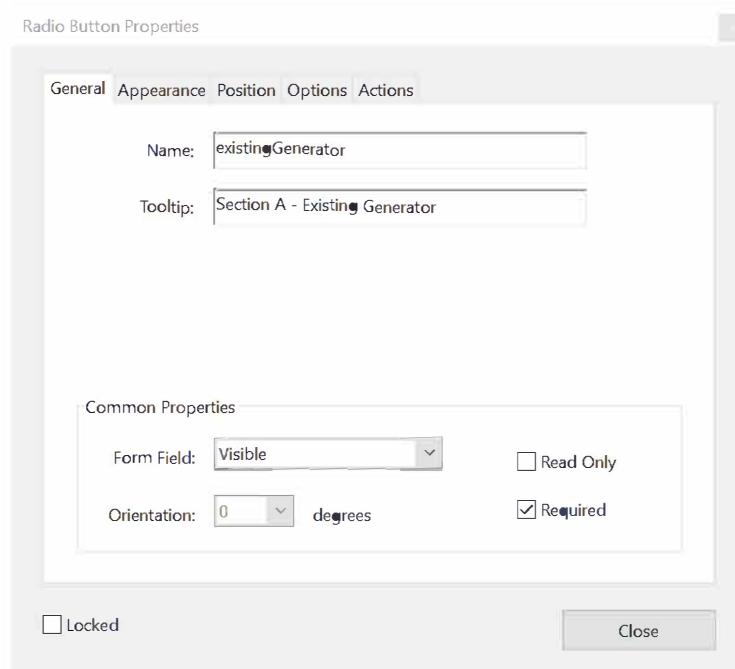 Radio Button Properties
General Appearance Position Options Actions
Name: existingGenerator
Tooltip: Section A - Existing Generator
Common Properties
Form Field: Visible
Read Only
Orientation: 0 degrees
Required
Locked
Close